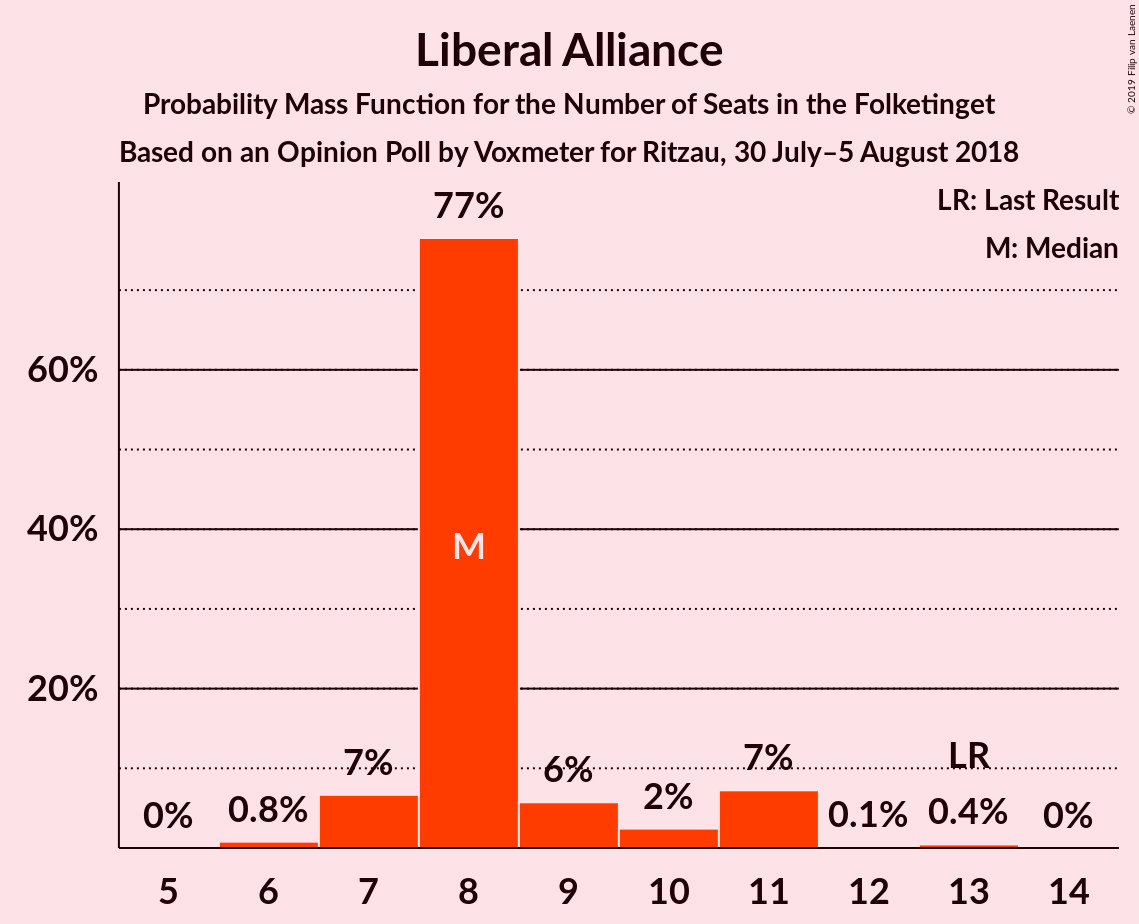 Liberal Alliance
Probability Mass Function for the Number of Seats in the Folketinget
Based on an Opinion Poll by Voxmeter for Ritzau, 30 July–5 August 2018
© 2019 Filip van Laenen
LR: Last Result
M: Median
77%
60%
40%
M
20%
0% 0.8% 7% 6% 2% 7% 0.1% LR 0.4% 0%
5 6 7 8 9 10 11 12 13 14